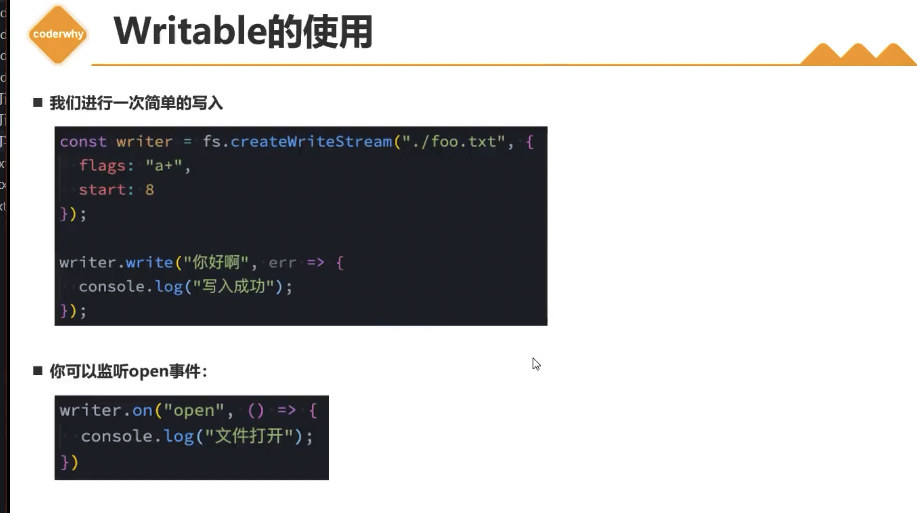 coderwhy
Writable的使用
■ 我们进行一次简单的写入
const writer = fs.createWriteStream("./foo.txt", {
  flags: "a+",
  start: 8
});
writer.write("你好啊", err => {
  console.log("写入成功");
});
■ 你可以监听open事件：
writer.on("open", () => {
  console.log("文件打开");
})